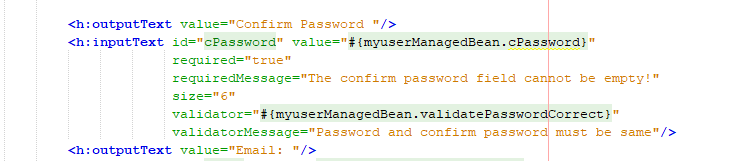 <h:outputText value="Confirm Password "/>
<h:inputText id="cPassword" value="#{myuserManagedBean.cPassword}"
required="true"
requiredMessage="The confirm password field cannot be empty!"
size="6"
validator="#{myuserManagedBean.validatePasswordCorrect}"
validatorMessage="Password and confirm password must be same"/>
<h:outputText value="Email: "/>